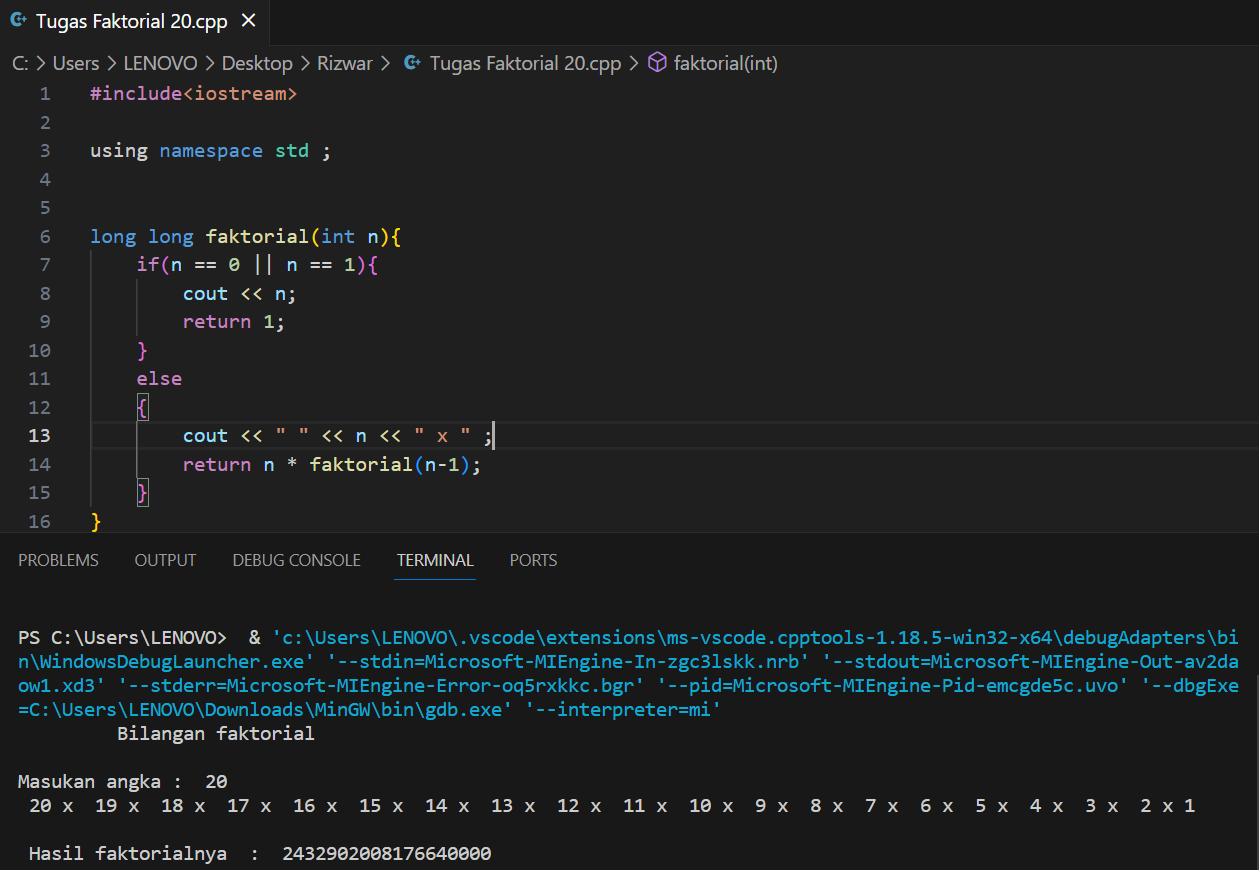 Tugas Faktorial 20.cpp ×
C: > Users > LENOVO > Desktop > Rizwar > Tugas Faktorial 20.cpp > faktorial(int)
1 #include<iostream>
2
3 using namespace std ;
4
5
6 long long faktorial(int n){
7 if(n == 0 || n == 1){
8 cout << n;
9 return 1;
10 }
11 else
12 {
13 cout << " " << n << " x " ;
14 return n * faktorial(n-1);
15 }
16 }
PROBLEMS OUTPUT DEBUG CONSOLE TERMINAL PORTS
PS C:\Users\LENOVO>  & 'c:\Users\LENOVO\.vscode\extensions\ms-vscode.cpptools-1.18.5-win32-x64\debugAdapters\bi
n\WindowsDebugLauncher.exe' '--stdin=Microsoft-MIEngine-In-zgc3lskk.nrb' '--stdout=Microsoft-MIEngine-Out-av2da
ow1.xd3' '--stderr=Microsoft-MIEngine-Error-oq5rxkkc.bgr' '--pid=Microsoft-MIEngine-Pid-emcgde5c.uvo' '--dbgExe
=C:\Users\LENOVO\Downloads\MinGW\bin\gdb.exe' '--interpreter=mi'
Bilangan faktorial
Masukan angka :  20
20 x  19 x  18 x  17 x  16 x  15 x  14 x  13 x  12 x  11 x  10 x  9 x  8 x  7 x  6 x  5 x  4 x  3 x  2 x 1
Hasil faktorialnya  :  2432902008176640000